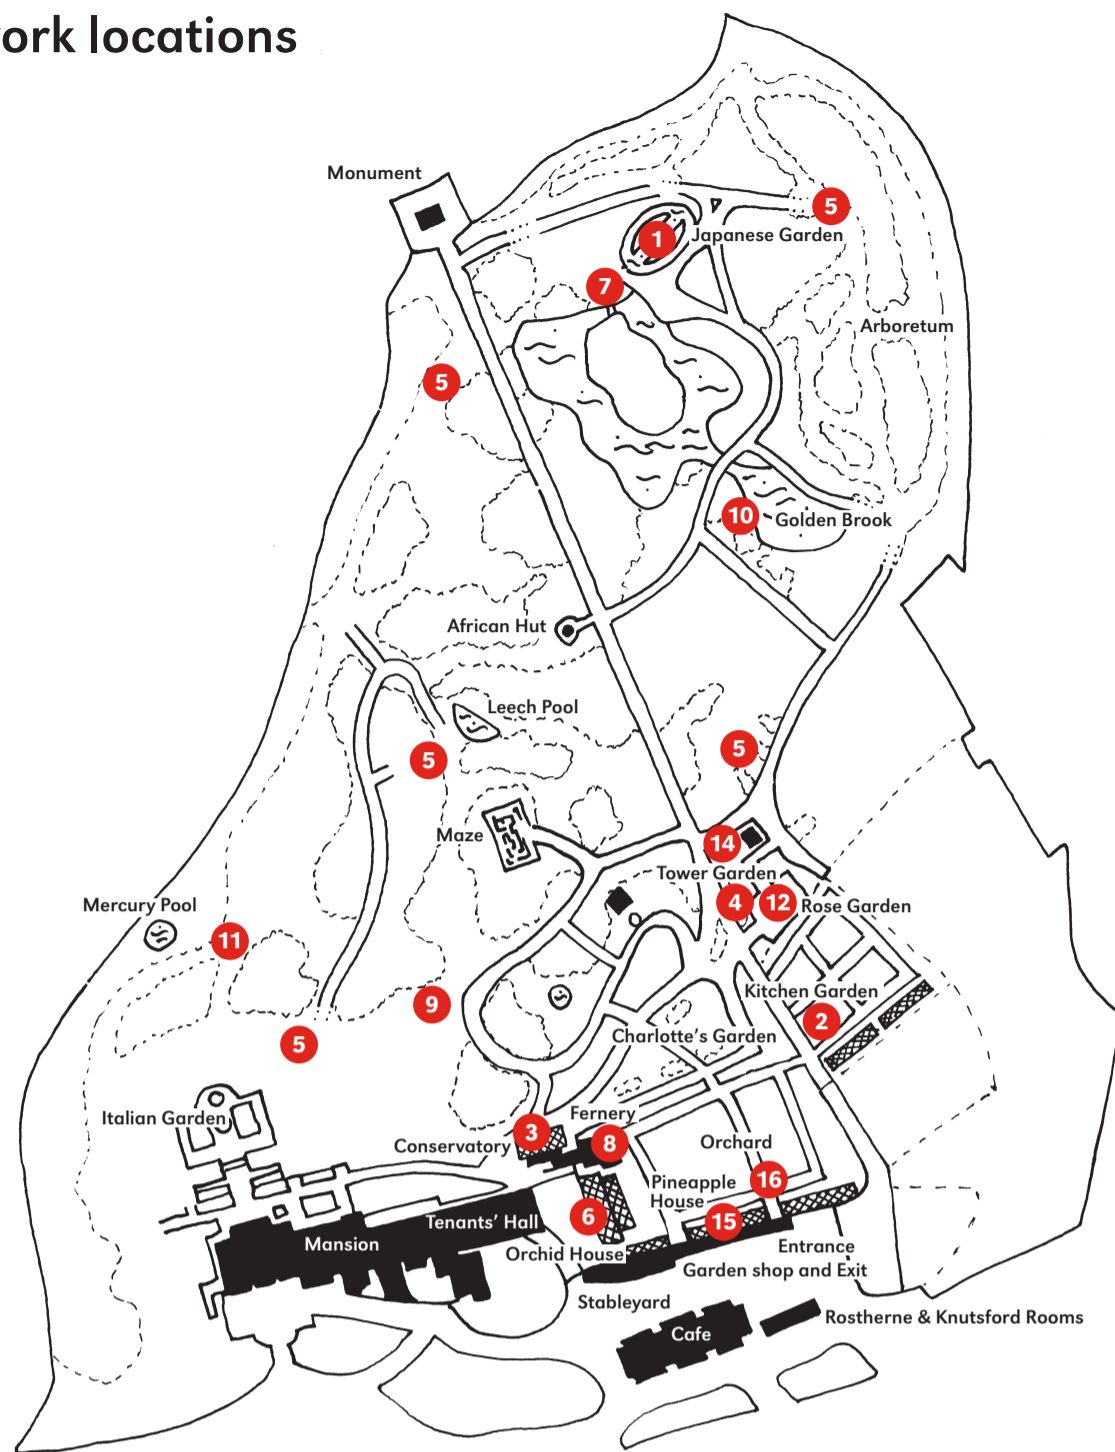 ork locations
Monument
5
1
Japanese Garden
7
Arboretum
5
10
Golden Brook
African Hut
Leech Pool
5
5
Maze
14
Tower Garden
Mercury Pool
4
12
Rose Garden
11
Kitchen Garden
9
2
Charlotte's Garden
5
Italian Garden
Fernery
3
Conservatory
8
Orchard
Pineapple
House
16
6
15
Tenants' Hall
Mansion
Orchid House
Entrance
Garden shop and Exit
Stableyard
Rostherne & Knutsford Rooms
Cafe